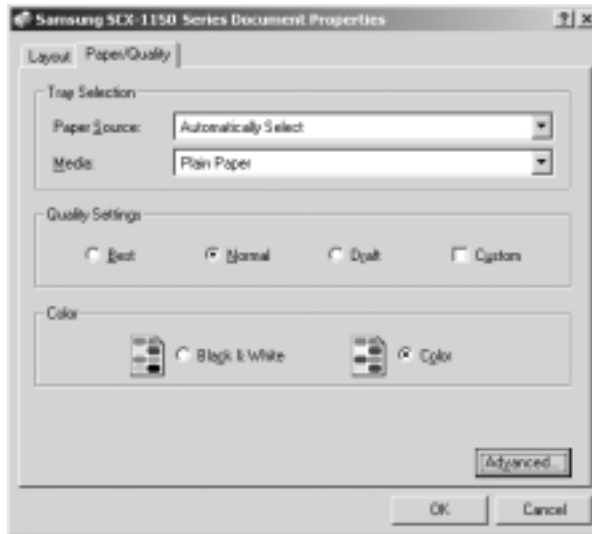 Samsung SCX-1150 Series Document Properties
Layout Paper/Quality
Tray Selection
Paper Source: Automatically Select
Media: Plain Paper
Quality Settings
Best Normal Draft Custom
Color
Black & White Color
Advanced...
OK Cancel